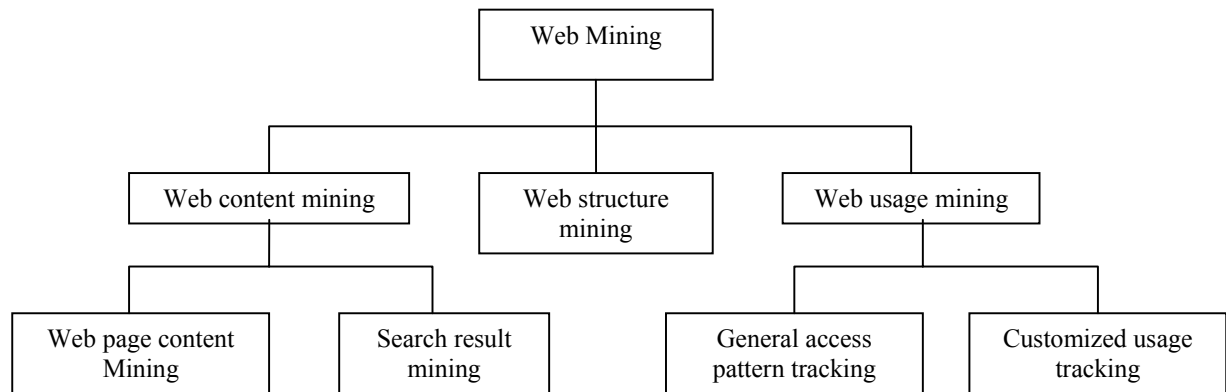 Web Mining
Web content mining
Web structure
mining
Web usage mining
Web page content
Mining
Search result
mining
General access
pattern tracking
Customized usage
tracking